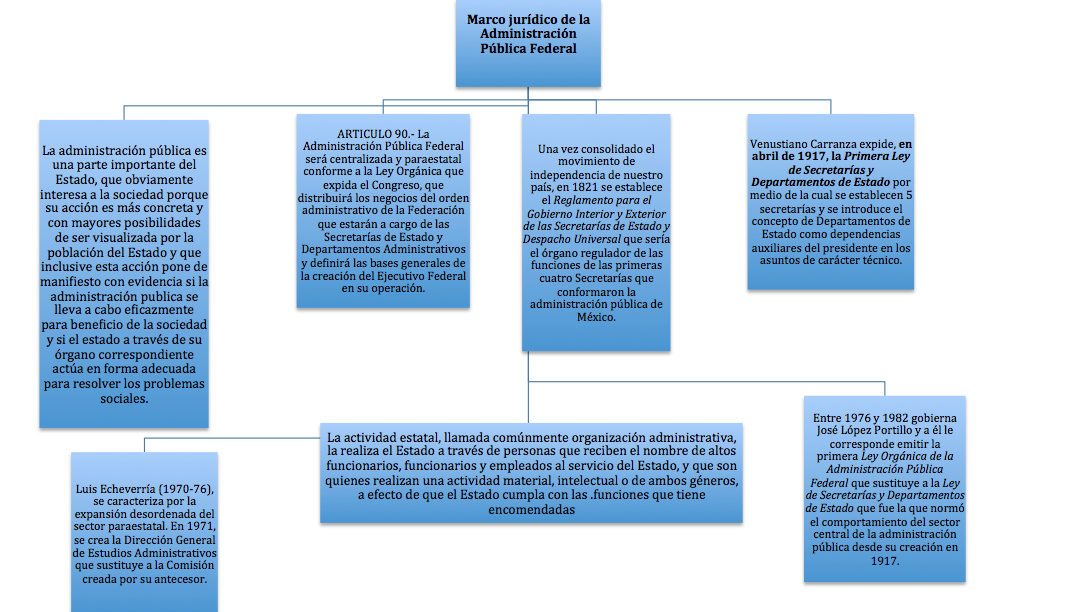 Marco jurídico de la
Administración
Pública Federal
La administración pública es
una parte importante del
Estado, que obviamente
interesa a la sociedad porque
su acción es más concreta y
con mayores posibilidades
de ser visualizada por la
población del Estado y que
inclusive esta acción pone de
manifiesto con evidencia si la
administración publica se
lleva a cabo eficazmente
para beneficio de la sociedad
y si el estado a través de su
órgano correspondiente
actúa en forma adecuada
para resolver los problemas
sociales.
ARTICULO 90.- La
Administración Pública Federal
será centralizada y paraestatal
conforme a la Ley Orgánica que
expida el Congreso, que
distribuirá los negocios del orden
administrativo de la Federación
que estarán a cargo de las
Secretarías de Estado y
Departamentos Administrativos
y definirá las bases generales de
la creación del Ejecutivo Federal
en su operación.
Una vez consolidado el
movimiento de
independencia de nuestro
país, en 1821 se establece
el Reglamento para el
Gobierno Interior y Exterior
de las Secretarías de Estado y
Despacho Universal que sería
el órgano regulador de las
funciones de las primeras
cuatro Secretarías que
conformaron la
administración pública de
México.
Venustiano Carranza expide, en
abril de 1917, la Primera Ley
de Secretarías y
Departamentos de Estado por
medio de la cual se establecen 5
secretarías y se introduce el
concepto de Departamentos de
Estado como dependencias
auxiliares del presidente en los
asuntos de carácter técnico.
La actividad estatal, llamada comúnmente organización administrativa,
la realiza el Estado a través de personas que reciben el nombre de altos
funcionarios, funcionarios y empleados al servicio del Estado, y que son
quienes realizan una actividad material, intelectual o de ambos géneros,
a efecto de que el Estado cumpla con las .funciones que tiene
encomendadas
Luis Echeverría (1970-76),
se caracteriza por la
expansión desordenada del
sector paraestatal. En 1971,
se crea la Dirección General
de Estudios Administrativos
que sustituye a la Comisión
creada por su antecesor.
Entre 1976 y 1982 gobierna
José López Portillo y a él le
corresponde emitir la
primera Ley Orgánica de la
Administración Pública
Federal que sustituye a la Ley
de Secretarías y Departamentos
de Estado que fue la que normó
el comportamiento del sector
central de la administración
pública desde su creación en
1917.